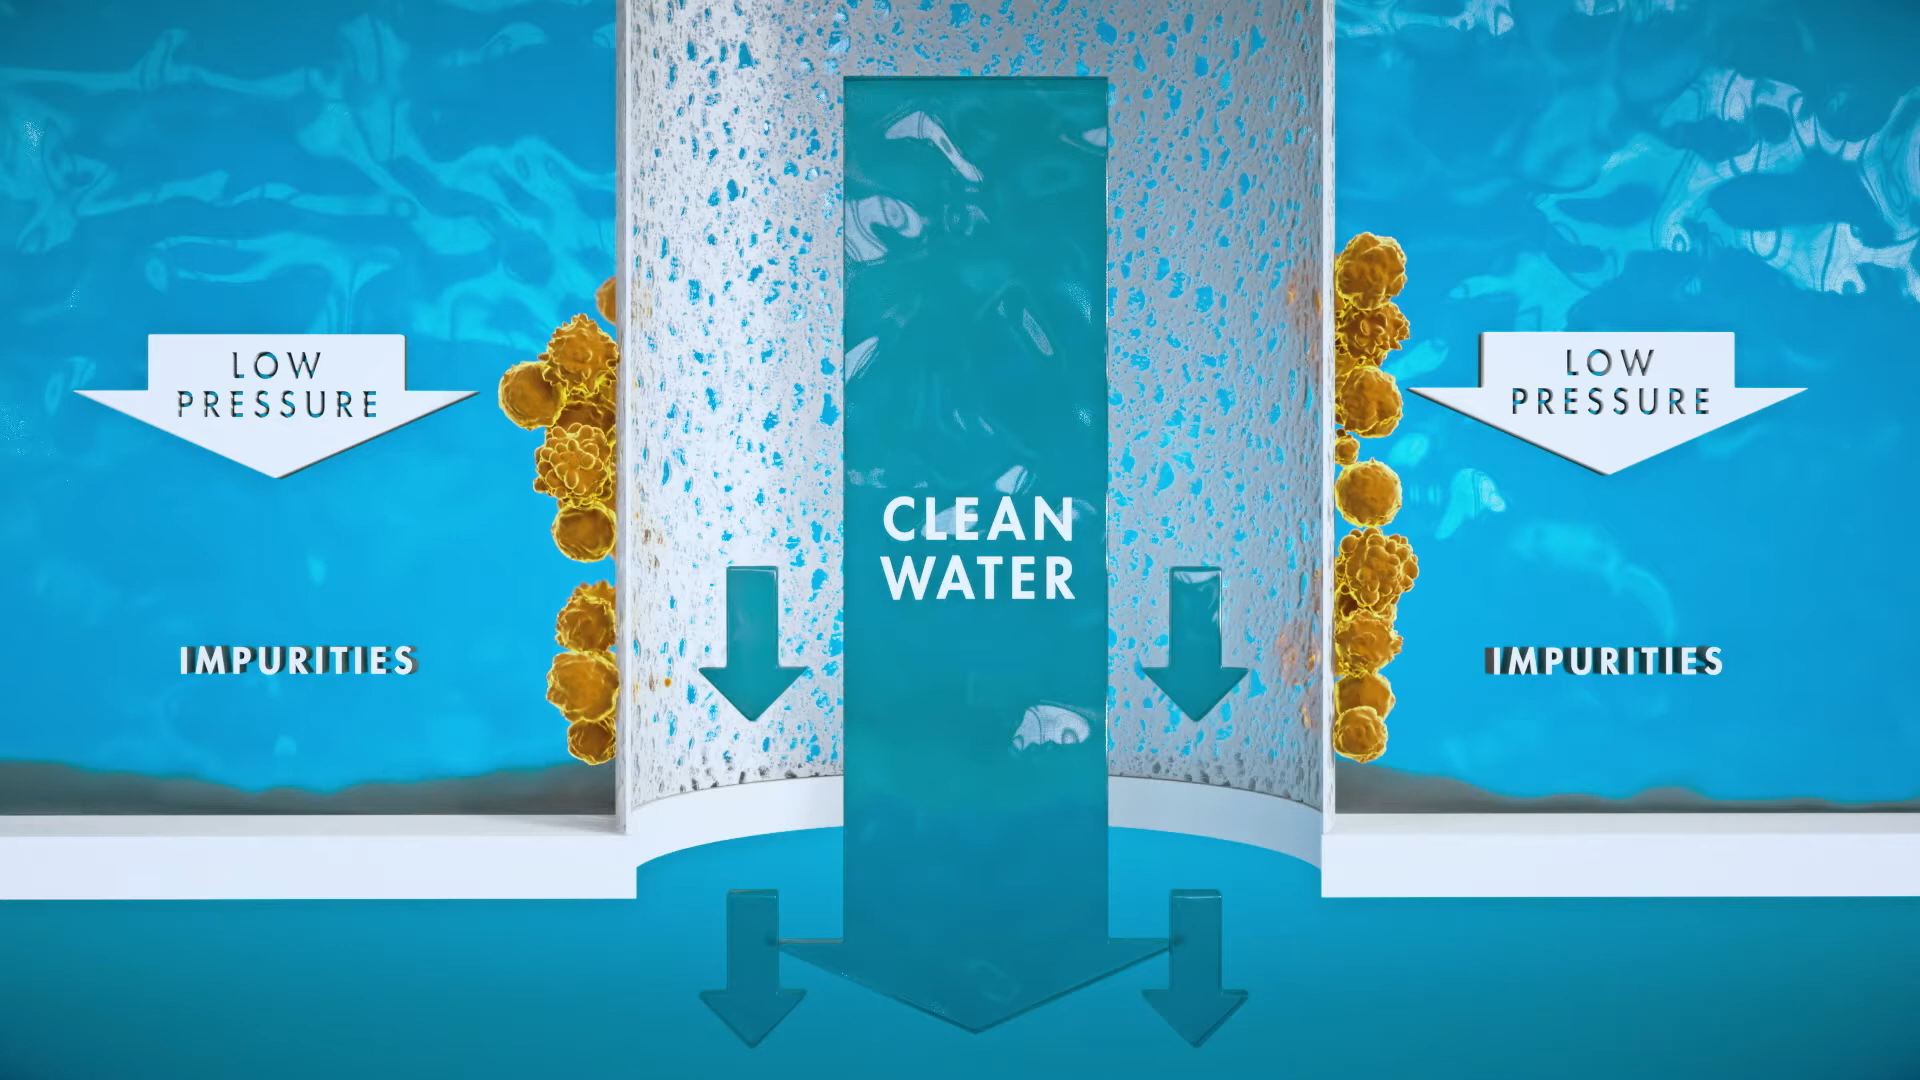 LOW
PRESSURE
IMPURITIES
CLEAN
WATER
LOW
PRESSURE
IMPURITIES